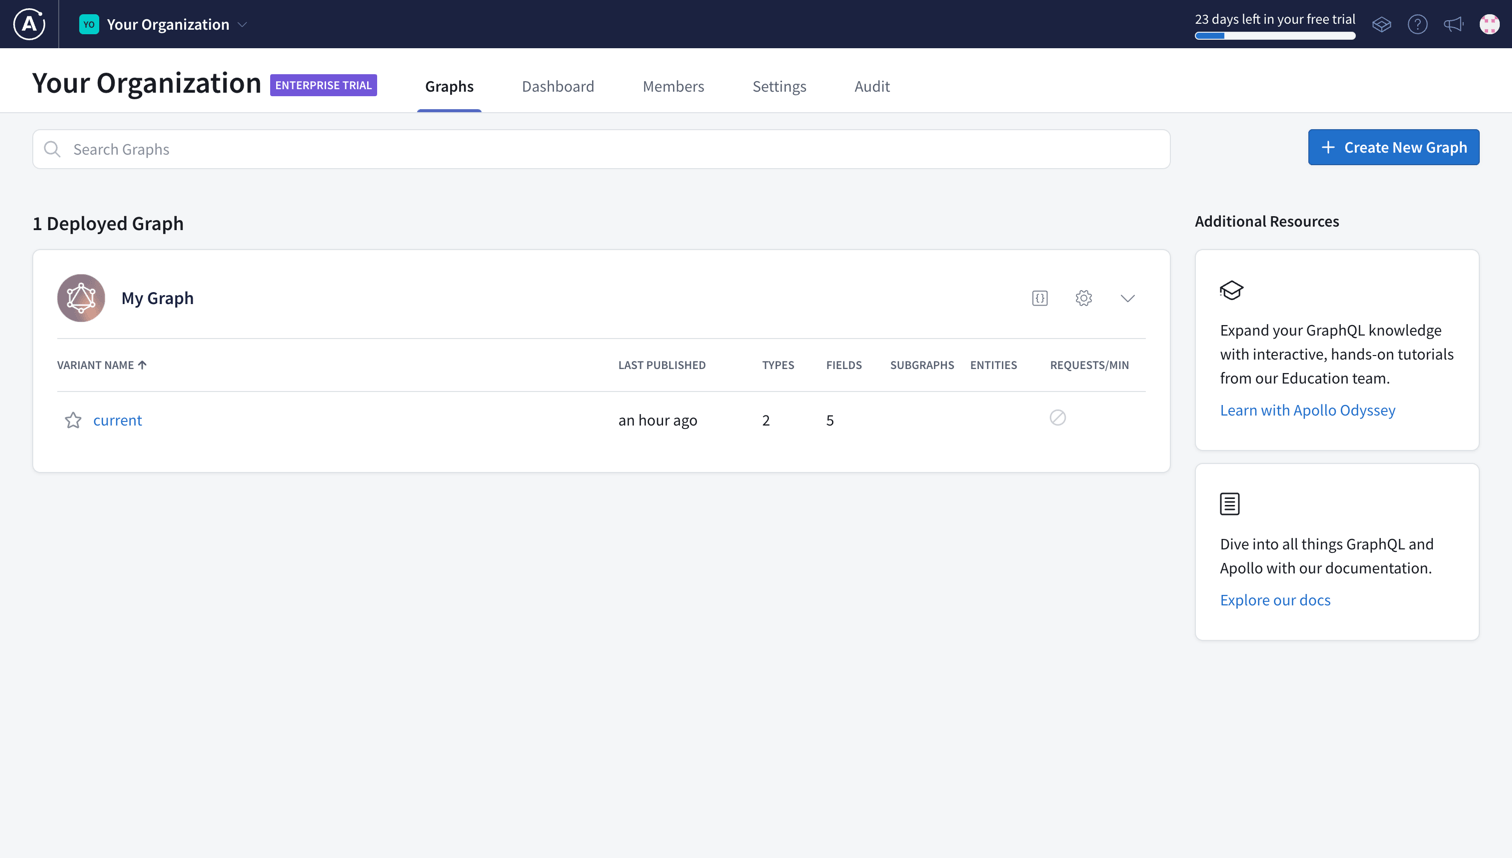 YO Your Organization
23 days left in your free trial
Your Organization ENTERPRISE TRIAL
Graphs Dashboard Members Settings Audit
Search Graphs
Create New Graph
1 Deployed Graph
Additional Resources
My Graph
VARIANT NAME LAST PUBLISHED TYPES FIELDS SUBGRAPHS ENTITIES REQUESTS/MIN
current an hour ago 2 5
Expand your GraphQL knowledge
with interactive, hands-on tutorials
from our Education team.
Learn with Apollo Odyssey
Dive into all things GraphQL and
Apollo with our documentation.
Explore our docs